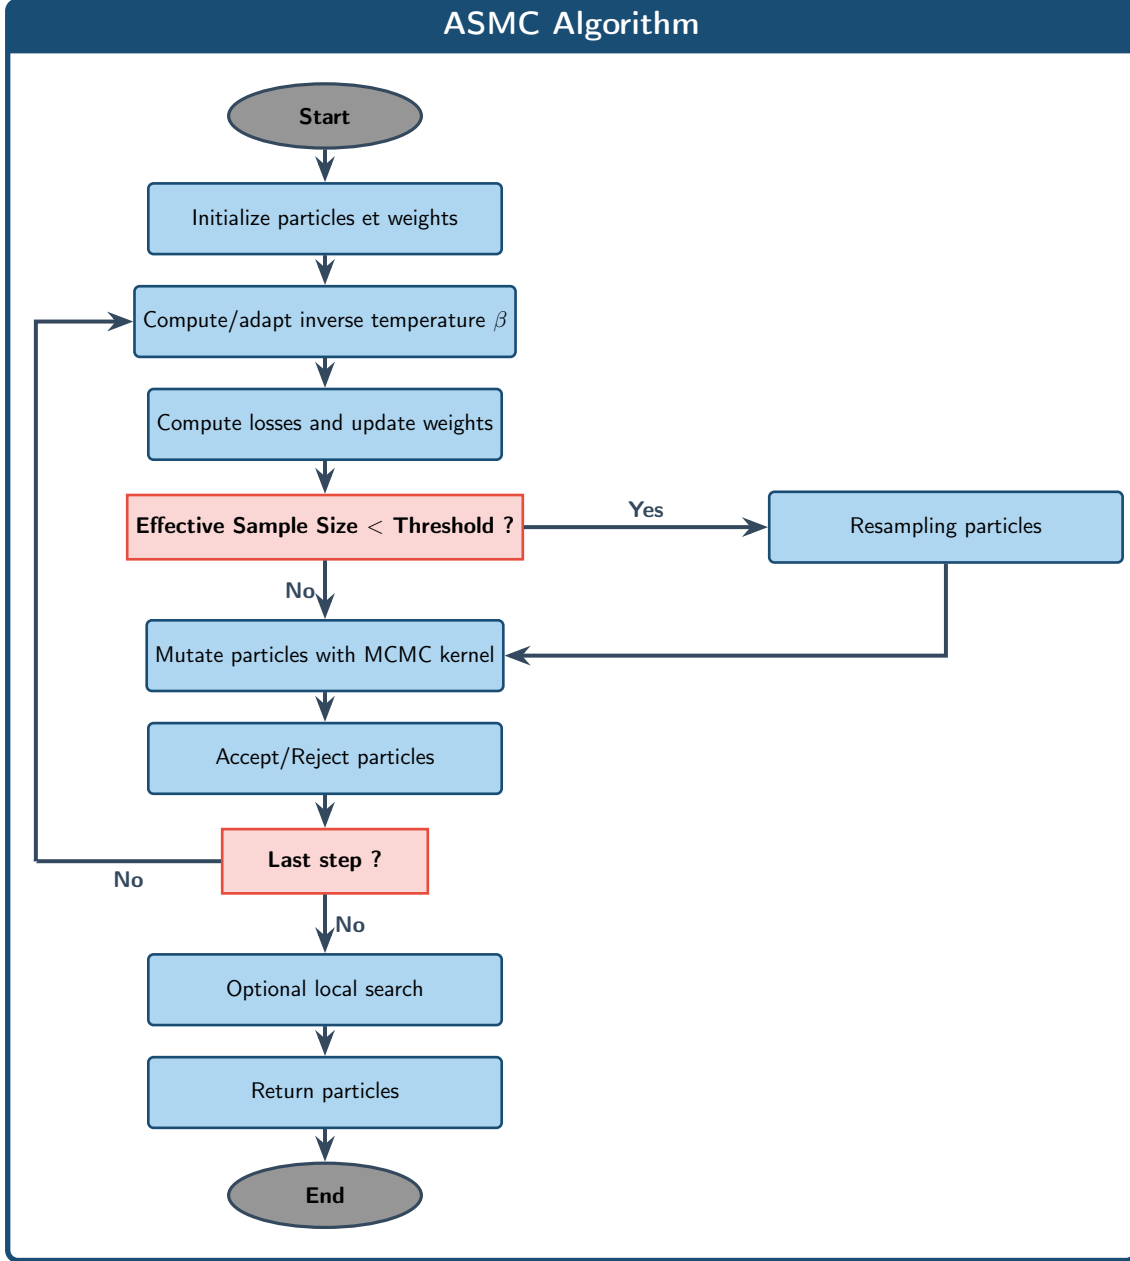 ASMC Algorithm
Start
Initialize particles et weights
Compute/adapt inverse temperature β
Compute losses and update weights
Effective Sample Size < Threshold ?
Yes
Resampling particles
No
Mutate particles with MCMC kernel
Accept/Reject particles
Last step ?
No
No
Optional local search
Return particles
End